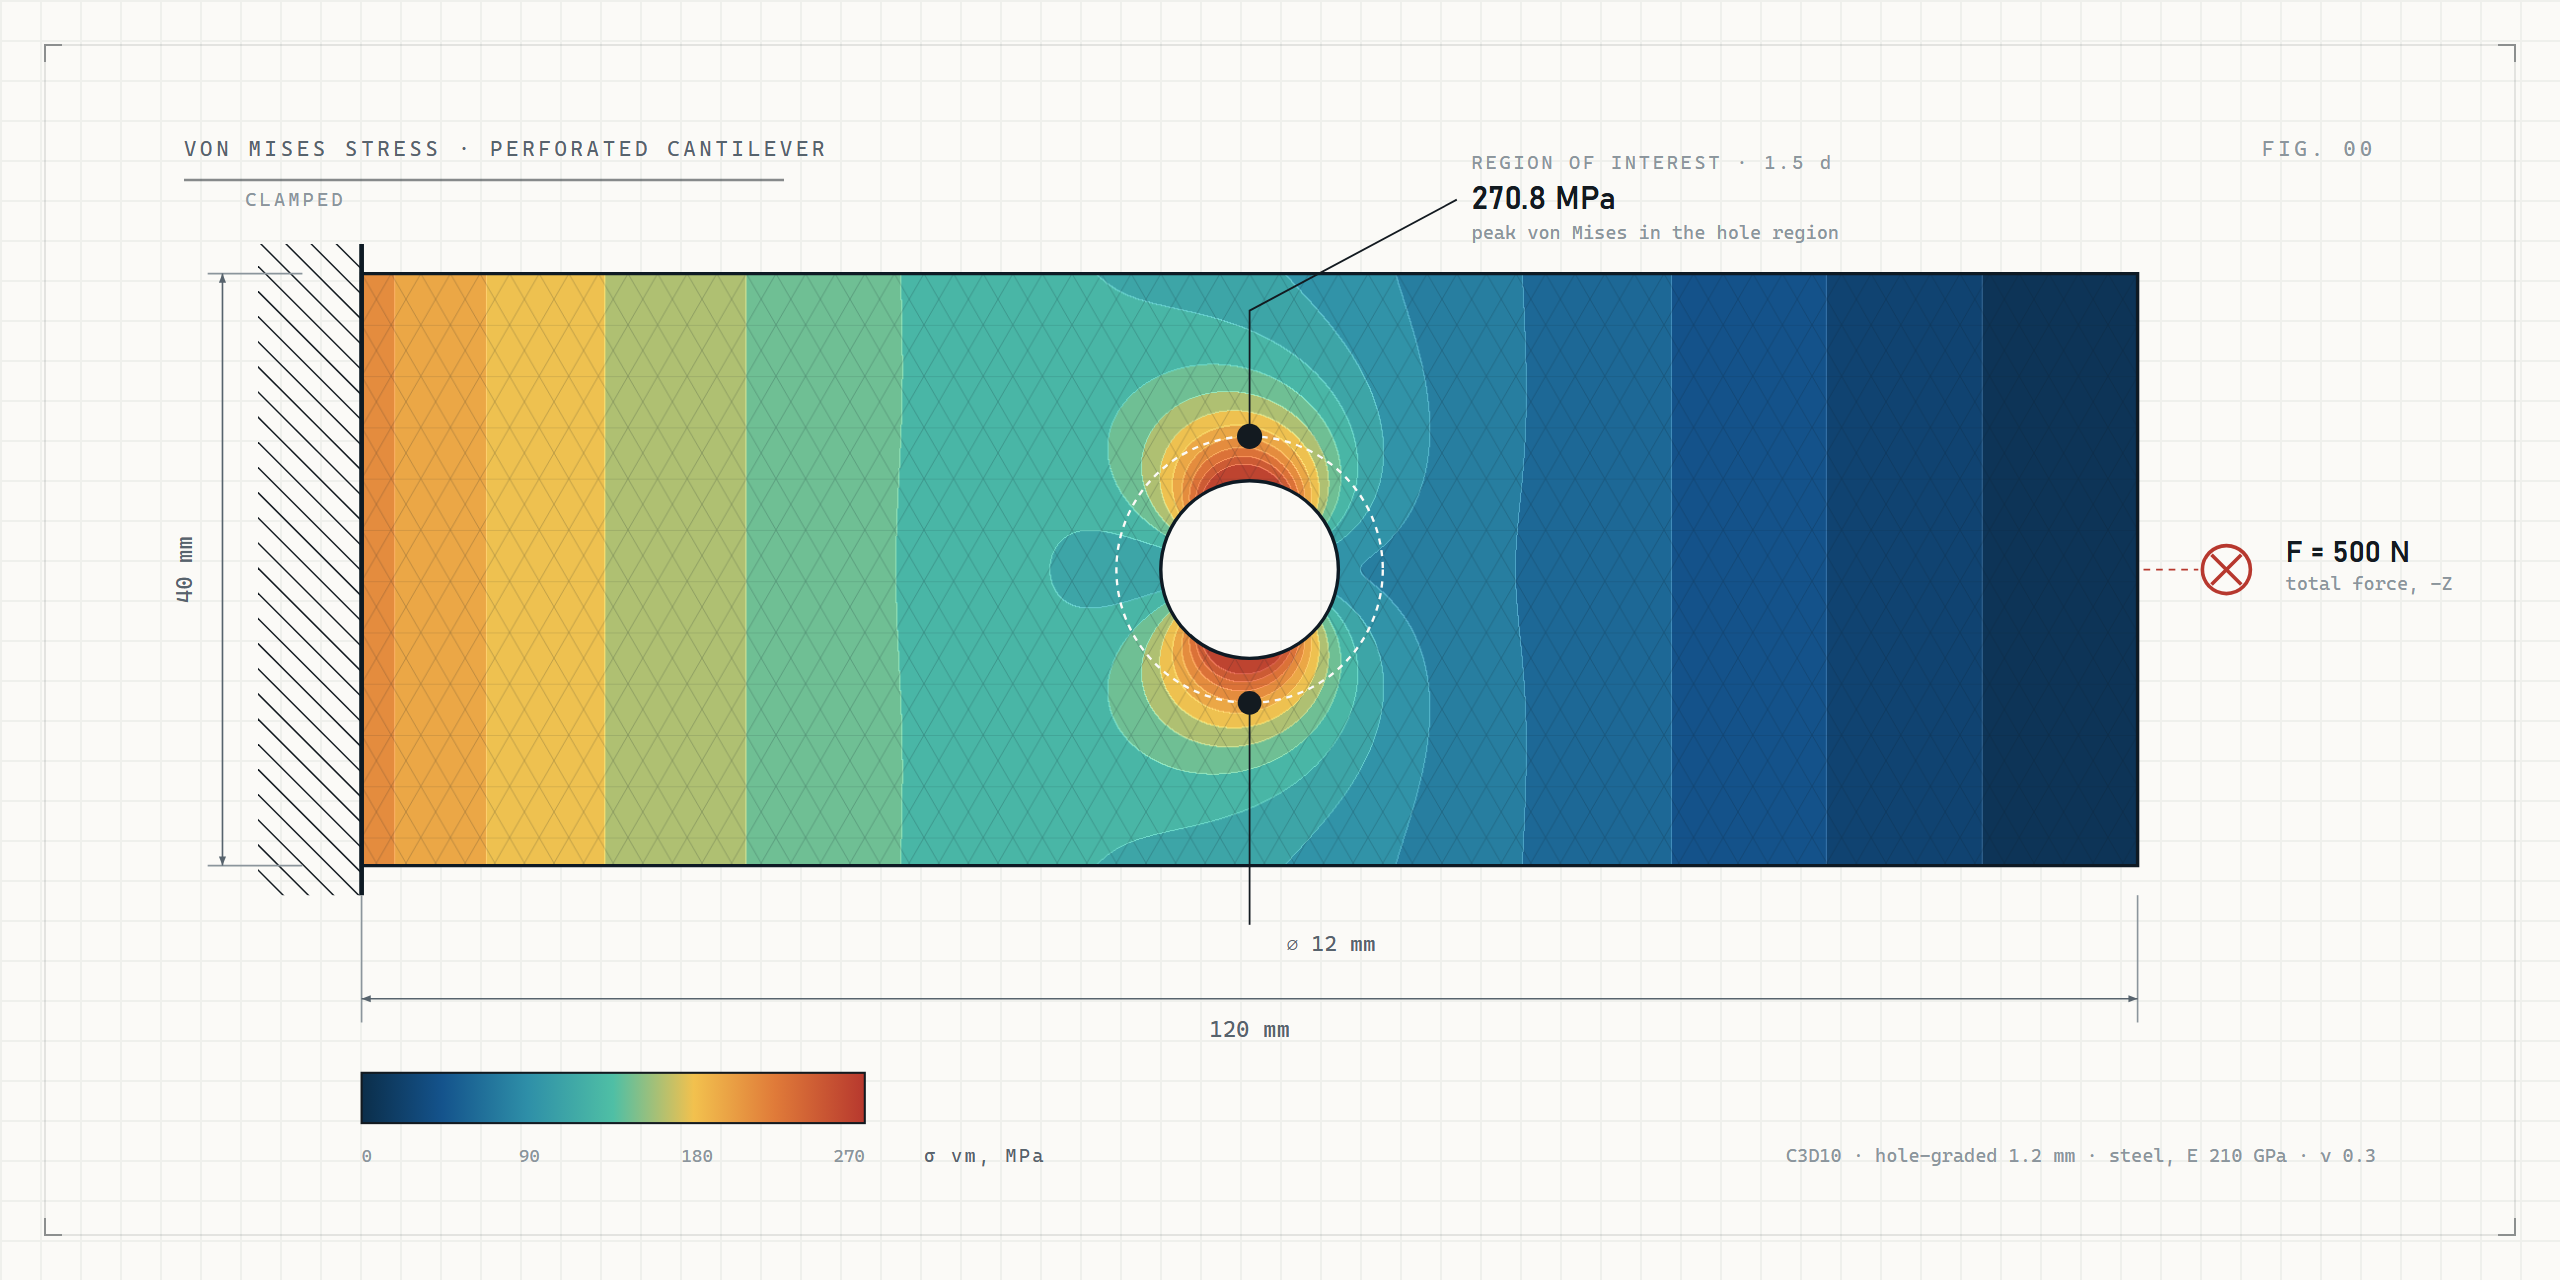 VON MISES STRESS · PERFORATED CANTILEVER
FIG. 00
CLAMPED
REGION OF INTEREST · 1.5 d
270.8 MPa
peak von Mises in the hole region
40 mm
F = 500 N
total force, −Z
⌀ 12 mm
120 mm
0 90 180 270 σ vm, MPa
C3D10 · hole-graded 1.2 mm · steel, E 210 GPa · ν 0.3